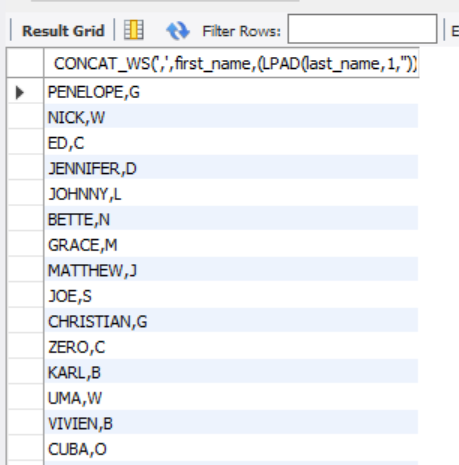 Result Grid Filter Rows: E
CONCAT_WS(',',first_name,(LPAD(last_name,1,''))
PENELOPE,G
NICK,W
ED,C
JENNIFER,D
JOHNNY,L
BETTE,N
GRACE,M
MATTHEW,J
JOE,S
CHRISTIAN,G
ZERO,C
KARL,B
UMA,W
VIVIEN,B
CUBA,O